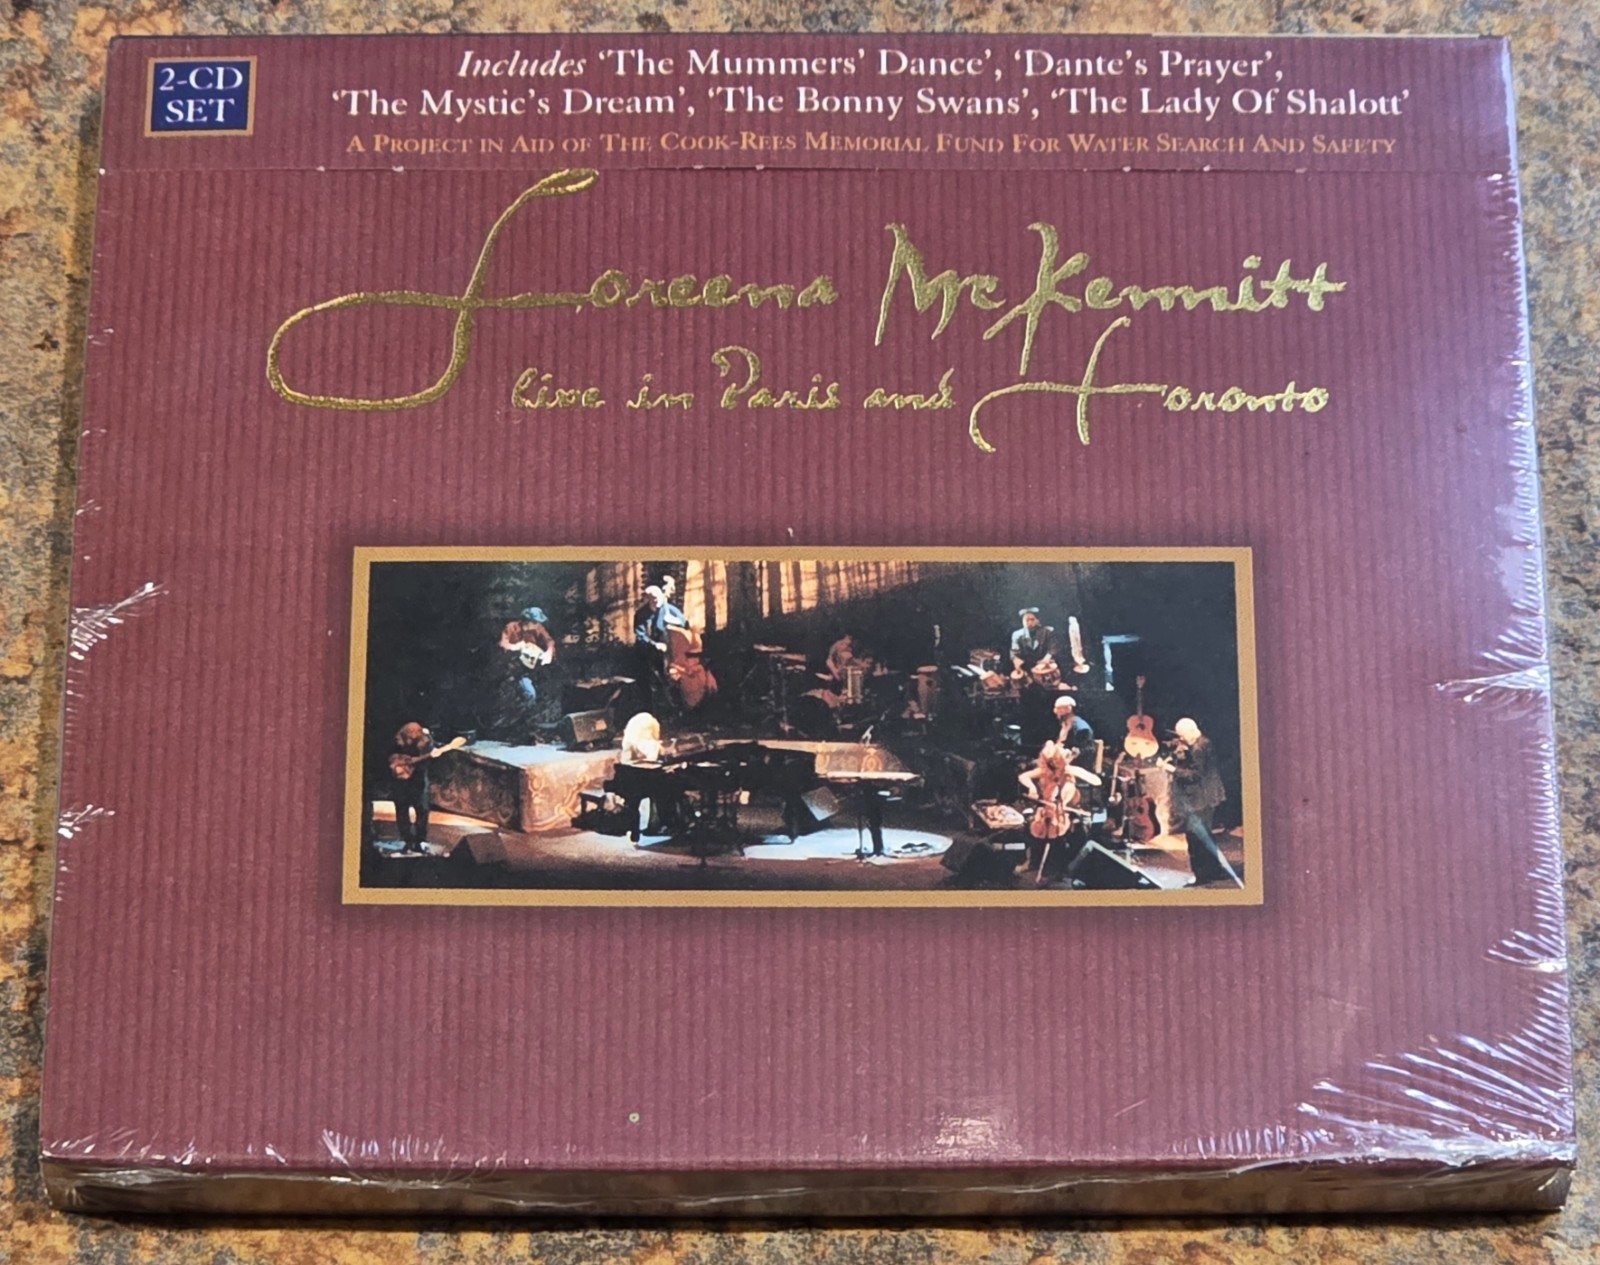 2-CD
SET
Includes ‘The Mummers’ Dance’, ‘Dante’s Prayer’,
‘The Mystic’s Dream’, ‘The Bonny Swans’, ‘The Lady Of Shalott’
A Project in Aid of The Cook-Rees Memorial Fund For Water Search And Safety
Loreena McKennitt
live in Paris and Toronto